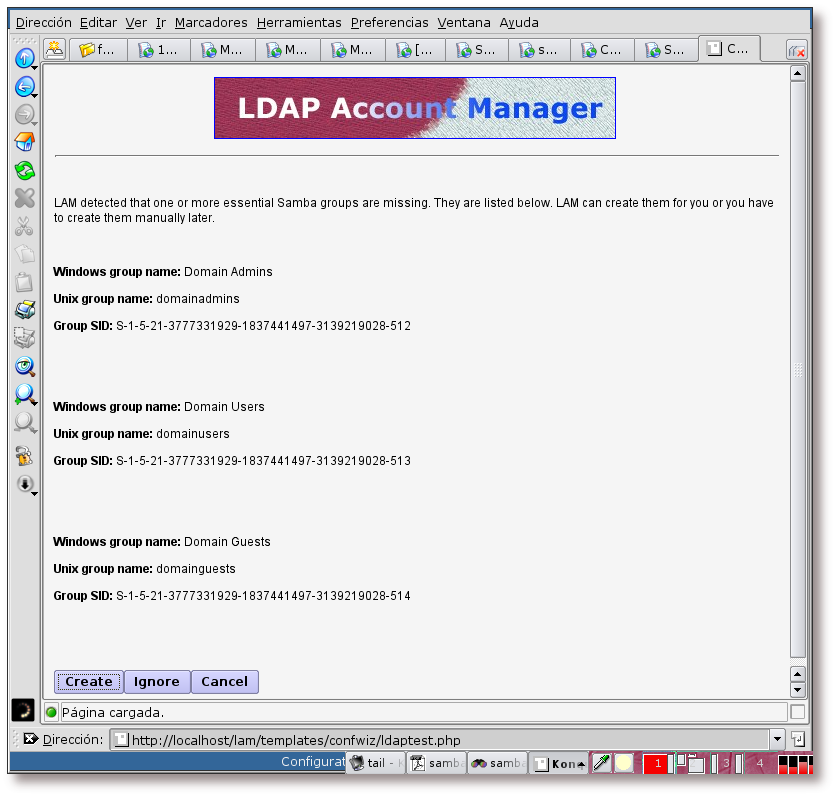 Dirección Editar Ver Ir Marcadores Herramientas Preferencias Ventana Ayuda
f... 1... M... M... M... [... S... s... C... S... C...
LDAP Account Manager
LAM detected that one or more essential Samba groups are missing. They are listed below. LAM can create them for you or you have
to create them manually later.
Windows group name: Domain Admins
Unix group name: domainadmins
Group SID: S-1-5-21-3777331929-1837441497-3139219028-512
Windows group name: Domain Users
Unix group name: domainusers
Group SID: S-1-5-21-3777331929-1837441497-3139219028-513
Windows group name: Domain Guests
Unix group name: domainguests
Group SID: S-1-5-21-3777331929-1837441497-3139219028-514
Create Ignore Cancel
Página cargada.
Dirección: http://localhost/lam/templates/confwiz/ldaptest.php
Configurat tail - samba samba Kon 1 3 4